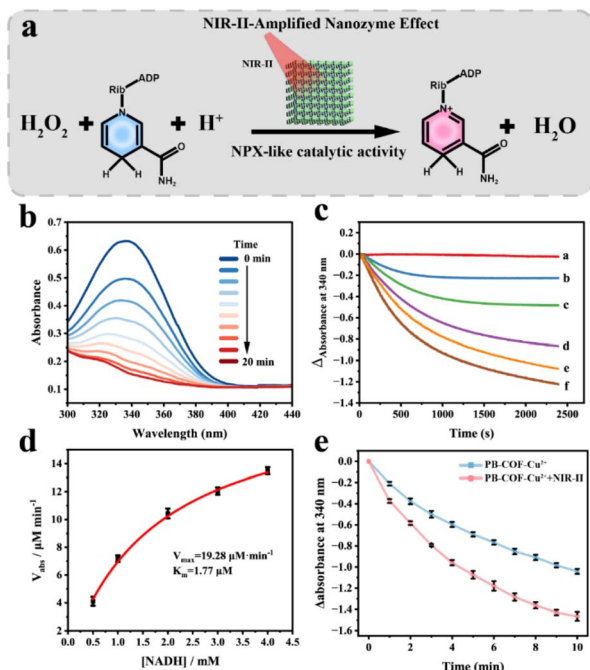 a
NIR-II-Amplified Nanozyme Effect
NIR-II
ADP
Rib
N
H H
O
NH₂
H₂O₂ + + H⁺
NPX-like catalytic activity
ADP
Rib
N⁺
O
NH₂
+ H₂O
b
Absorbance
0.7
0.6
0.5
0.4
0.3
0.2
0.1
Time
0 min
20 min
300 320 340 360 380 400 420 440
Wavelength (nm)
c
Δ Absorbance at 340 nm
0.0
−0.2
−0.4
−0.6
−0.8
−1.0
−1.2
−1.4
a
b
c
d
e
f
0 500 1000 1500 2000 2500
Time (s)
d
V_abs / μM min⁻¹
16
14
12
10
8
6
4
2
V_max=19.28 μM·min⁻¹
K_m=1.77 μM
0.0 0.5 1.0 1.5 2.0 2.5 3.0 3.5 4.0 4.5
[NADH] / mM
e
Δabsorbance at 340 nm
0.0
−0.2
−0.4
−0.6
−0.8
−1.0
−1.2
−1.4
−1.6
PB-COF-Cu²⁺
PB-COF-Cu²⁺+NIR-II
0 2 4 6 8 10
Time (min)